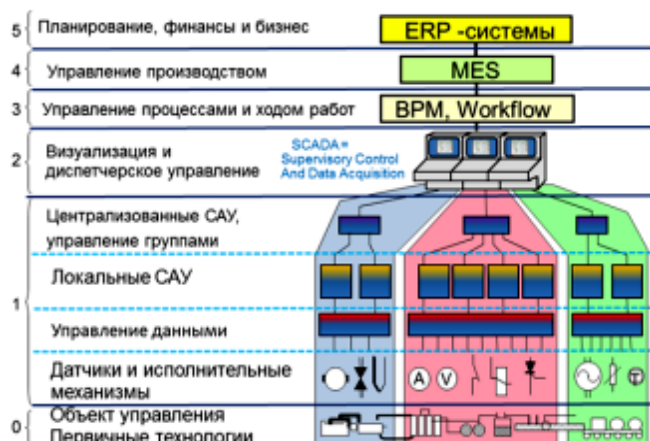 5 Планирование, финансы и бизнес
ERP -системы
4 Управление производством
MES
3 Управление процессами и ходом работ
BPM, Workflow
2 Визуализация и
диспетчерское управление
SCADA=
Supervisory Control
And Data Acquisition
Централизованные САУ,
управление группами
1 Локальные САУ
Управление данными
Датчики и исполнительные
механизмы
A V T
0 Объект управления
Первичные технологии